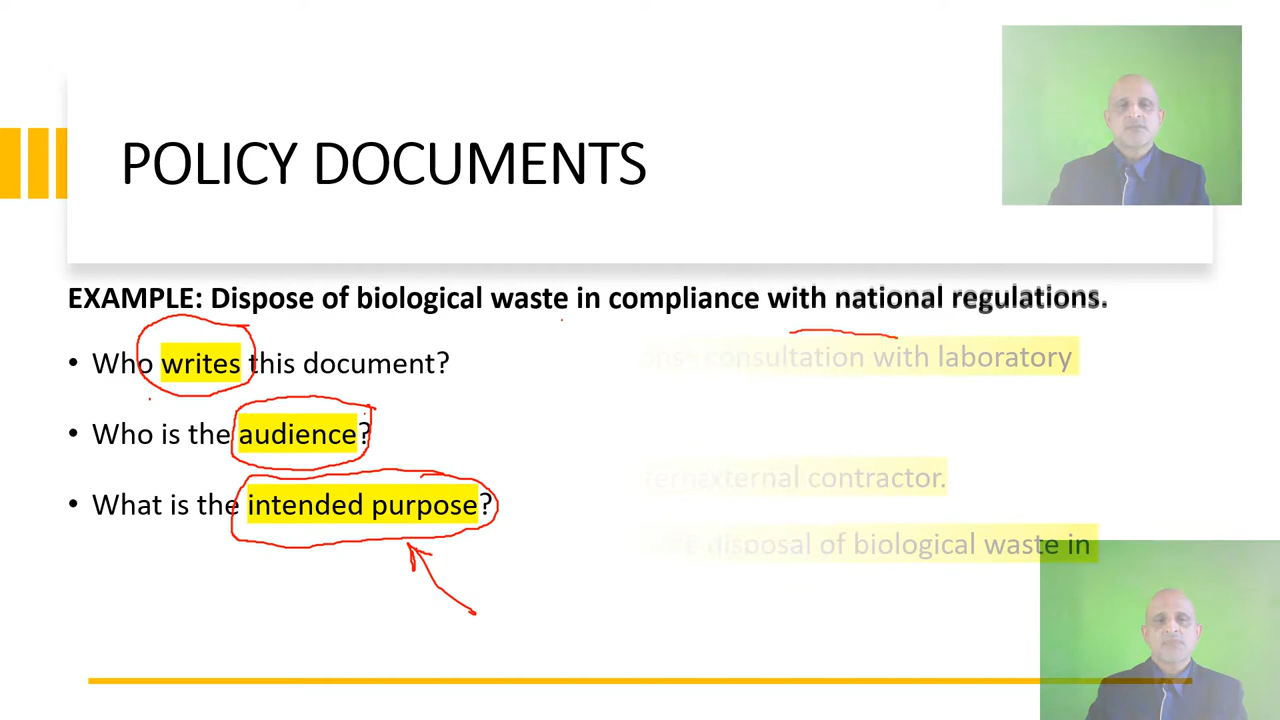 POLICY DOCUMENTS
EXAMPLE: Dispose of biological waste in compliance with national regulations.
• Who writes this document?
consultation with laboratory
• Who is the audience?
external contractor.
• What is the intended purpose?
disposal of biological waste in